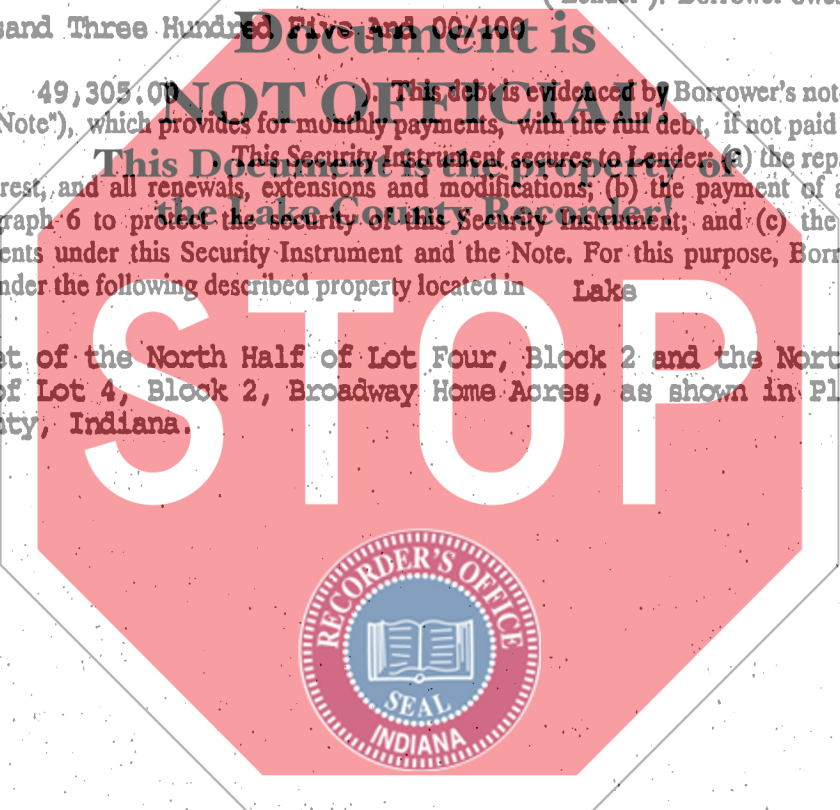 ("Lender"). Borrower owe
sand Three Hundred Five And 00/100
Document is
49,305.00 ). This debt is evidenced by Borrower's not
NOT OFFICIAL!
Note"), which provides for monthly payments, with the full debt, if not paid
This Security Instrument secures to Lender: (a) the rep
This Document is the property of
rest, and all renewals, extensions and modifications; (b) the payment of a
the Lake County Recorder!
graph 6 to protect the security of this Security Instrument; and (c) the
ents under this Security Instrument and the Note. For this purpose, Borr
nder the following described property located in Lake
STOP
et of the North Half of Lot Four, Block 2 and the Nort
of Lot 4, Block 2, Broadway Home Acres, as shown in Pl
nty, Indiana.
RECORDER'S OFFICE
SEAL
INDIANA